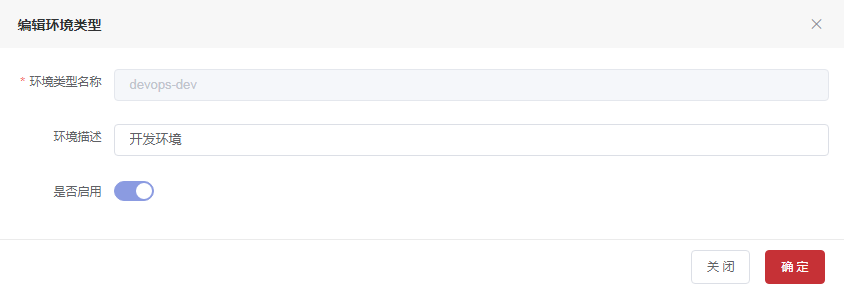 编辑环境类型
* 环境类型名称 devops-dev
环境描述 开发环境
是否启用
关 闭 确 定